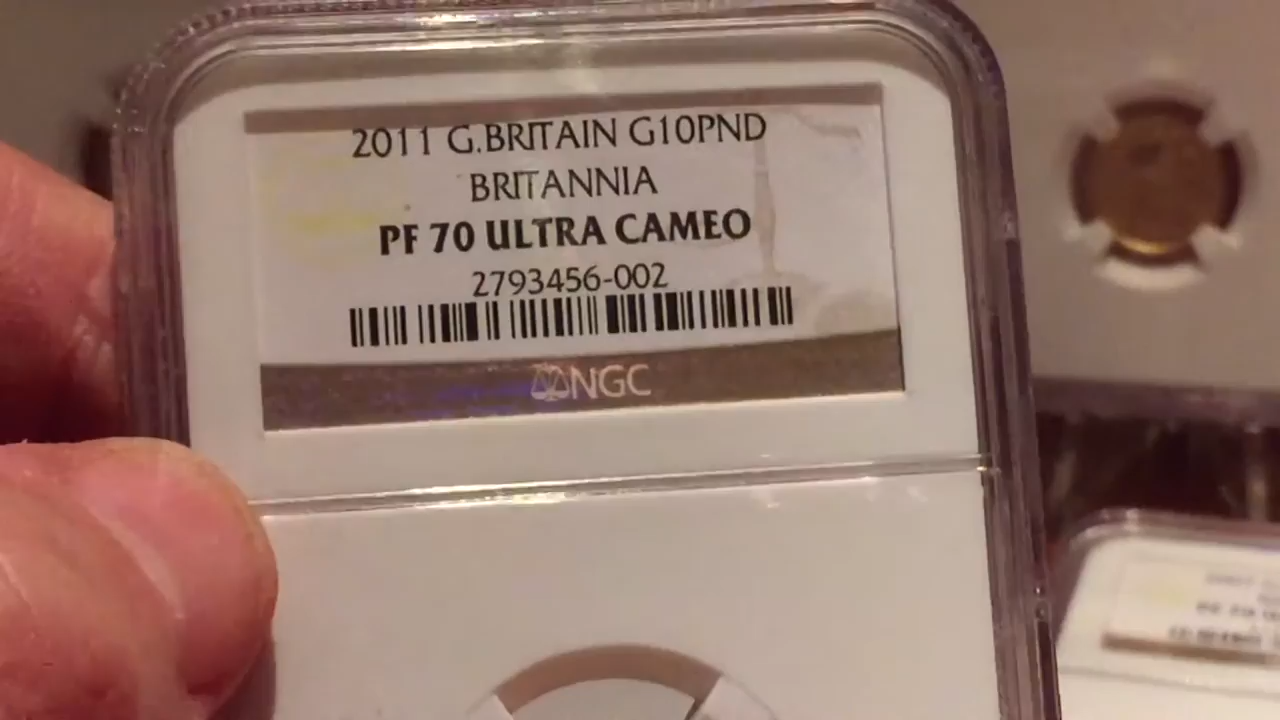 2011 G.BRITAIN G10PND
BRITANNIA
PF 70 ULTRA CAMEO
2793456-002
NGC